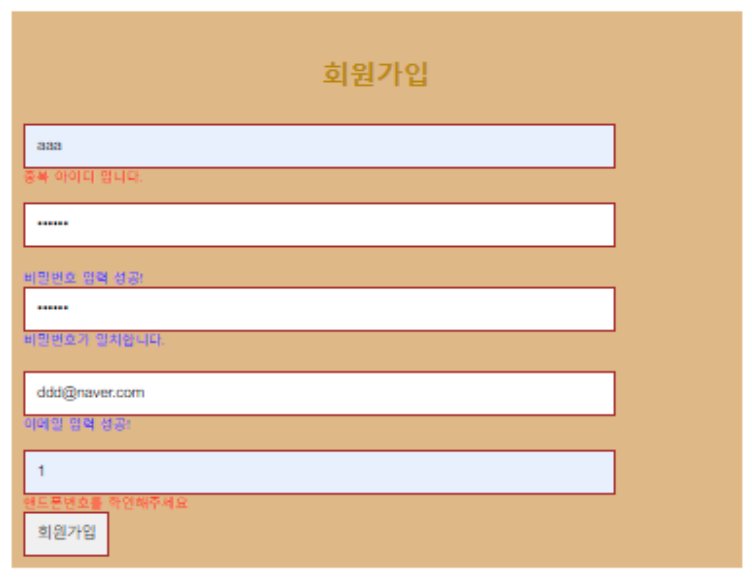 회원가입
aaa
중복 아이디 입니다.
••••••
비밀번호 입력 성공!
••••••
비밀번호가 일치합니다.
ddd@naver.com
이메일 입력 성공!
1
핸드폰번호를 확인해주세요
회원가입